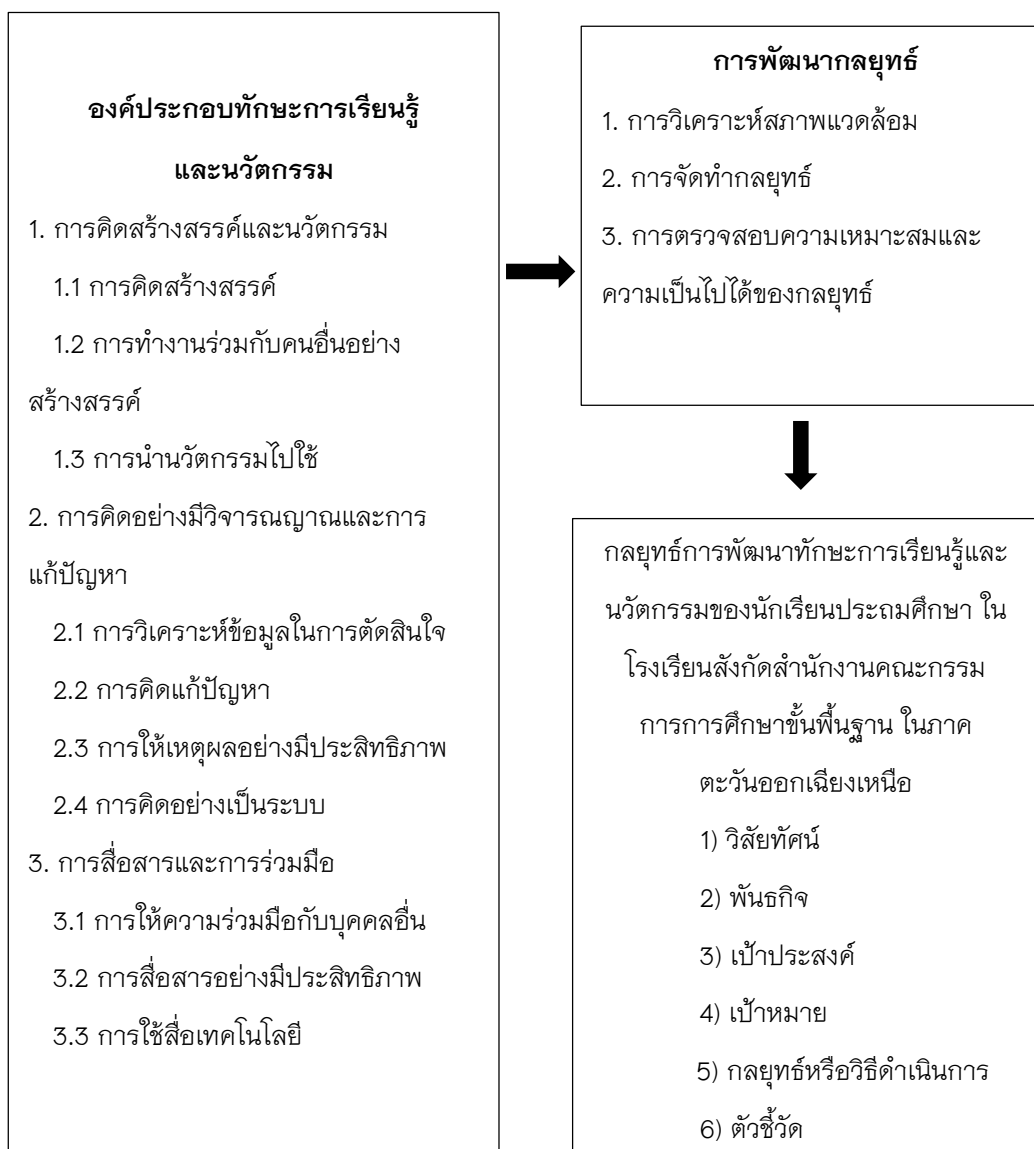 องค์ประกอบทักษะการเรียนรู้
และนวัตกรรม
1. การคิดสร้างสรรค์และนวัตกรรม
1.1 การคิดสร้างสรรค์
1.2 การทำงานร่วมกับคนอื่นอย่าง
สร้างสรรค์
1.3 การนำนวัตกรรมไปใช้
2. การคิดอย่างมีวิจารณญาณและการ
แก้ปัญหา
2.1 การวิเคราะห์ข้อมูลในการตัดสินใจ
2.2 การคิดแก้ปัญหา
2.3 การให้เหตุผลอย่างมีประสิทธิภาพ
2.4 การคิดอย่างเป็นระบบ
3. การสื่อสารและการร่วมมือ
3.1 การให้ความร่วมมือกับบุคคลอื่น
3.2 การสื่อสารอย่างมีประสิทธิภาพ
3.3 การใช้สื่อเทคโนโลยี
การพัฒนากลยุทธ์
1. การวิเคราะห์สภาพแวดล้อม
2. การจัดทำกลยุทธ์
3. การตรวจสอบความเหมาะสมและ
ความเป็นไปได้ของกลยุทธ์
กลยุทธ์การพัฒนาทักษะการเรียนรู้และ
นวัตกรรมของนักเรียนประถมศึกษา ใน
โรงเรียนสังกัดสำนักงานคณะกรรม
การการศึกษาขั้นพื้นฐาน ในภาค
ตะวันออกเฉียงเหนือ
1) วิสัยทัศน์
2) พันธกิจ
3) เป้าประสงค์
4) เป้าหมาย
5) กลยุทธ์หรือวิธีดำเนินการ
6) ตัวชี้วัด